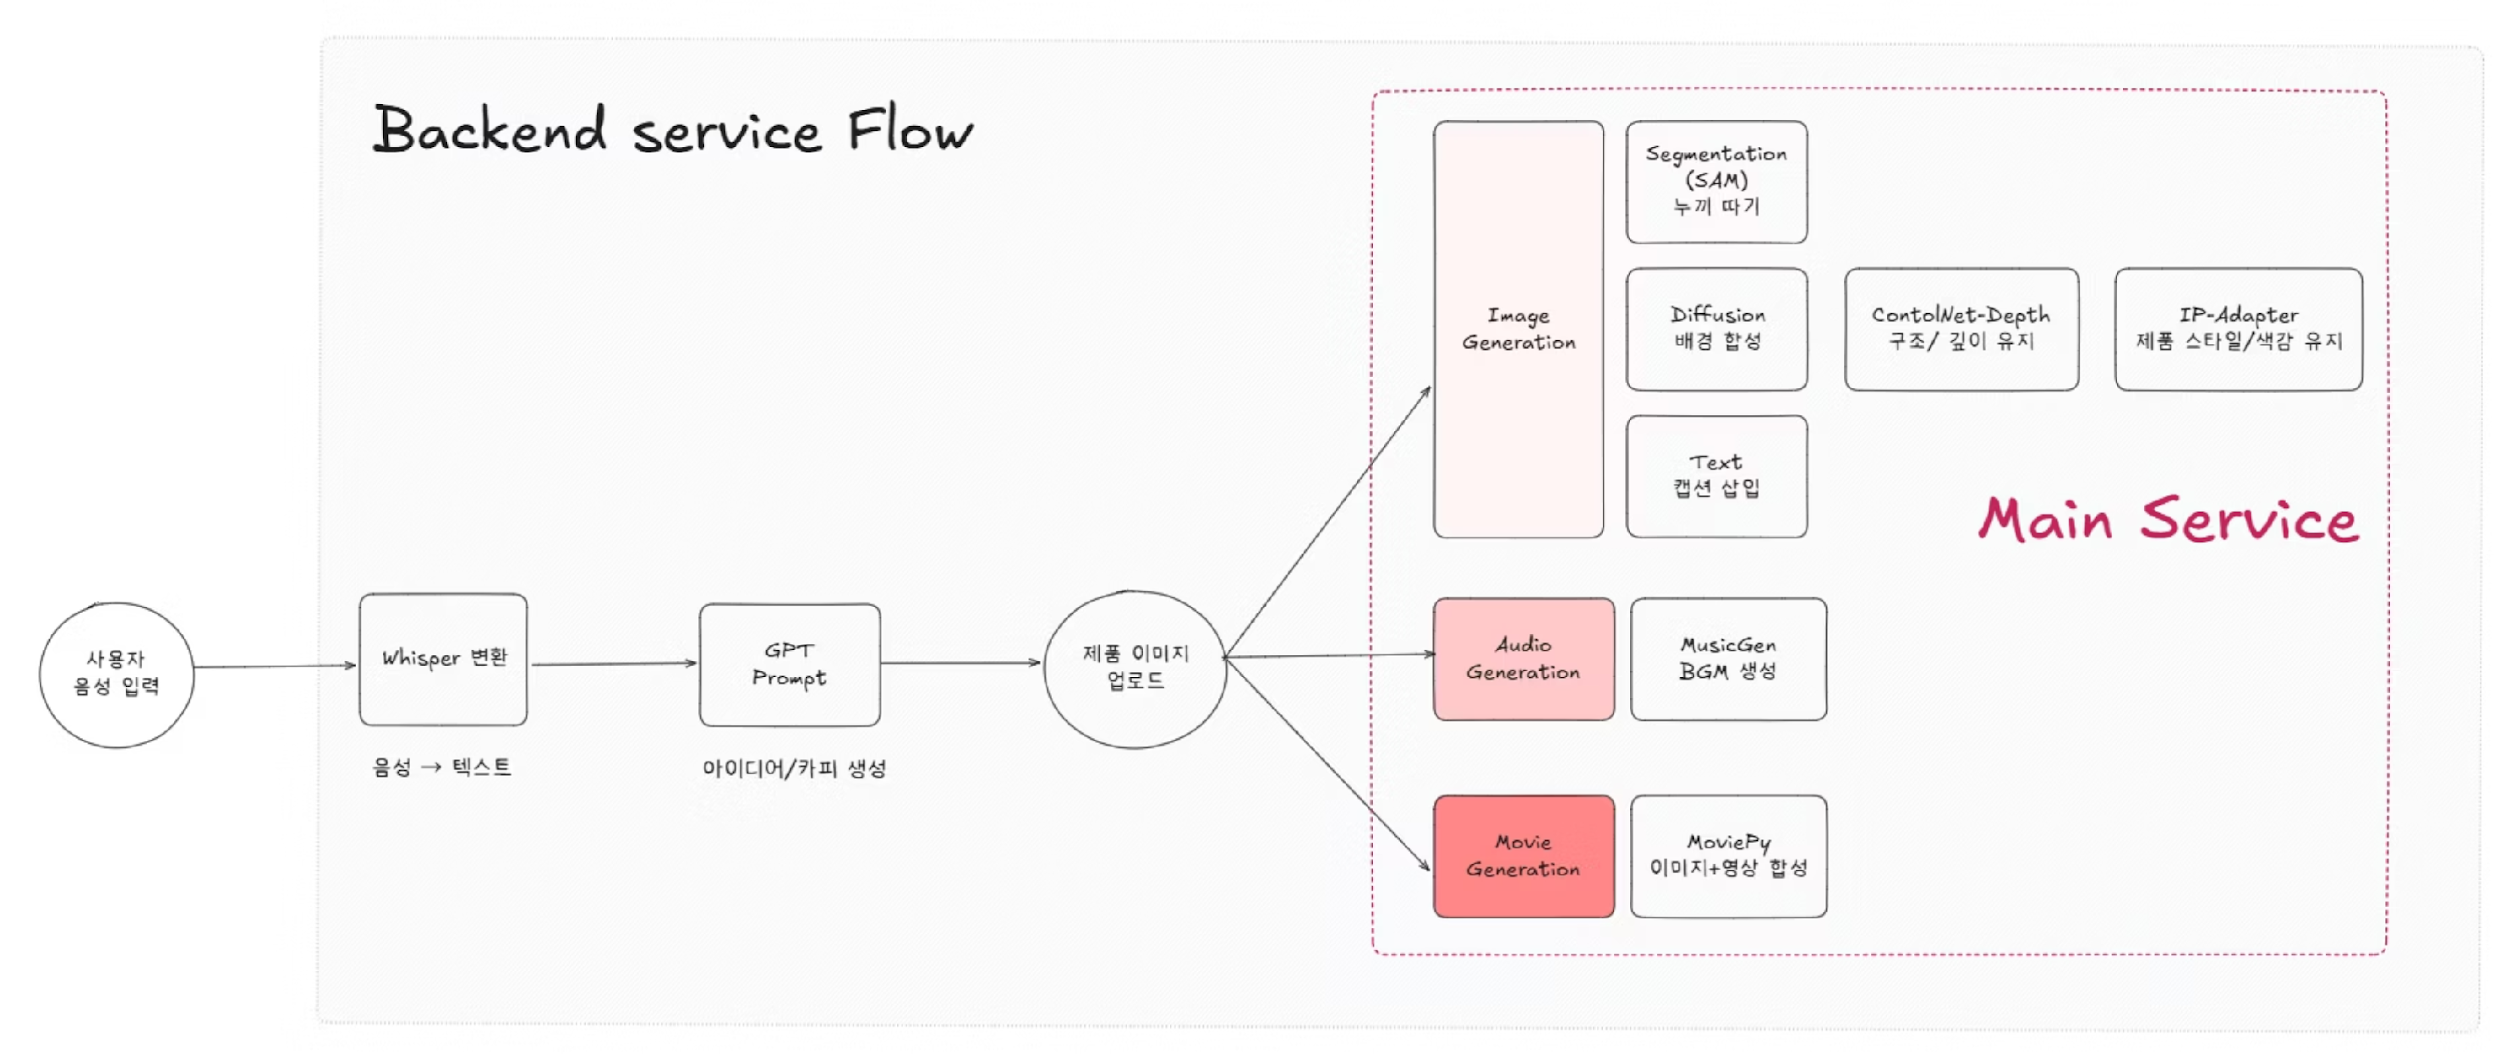 Backend service Flow
사용자
음성 입력
Whisper 변환
음성 → 텍스트
GPT
Prompt
아이디어/카피 생성
제품 이미지
업로드
Image
Generation
Segmentation
(SAM)
누끼 따기
Diffusion
배경 합성
ContolNet-Depth
구조/ 깊이 유지
IP-Adapter
제품 스타일/색감 유지
Text
캡션 삽입
Main Service
Audio
Generation
MusicGen
BGM 생성
Movie
Generation
MoviePy
이미지+영상 합성